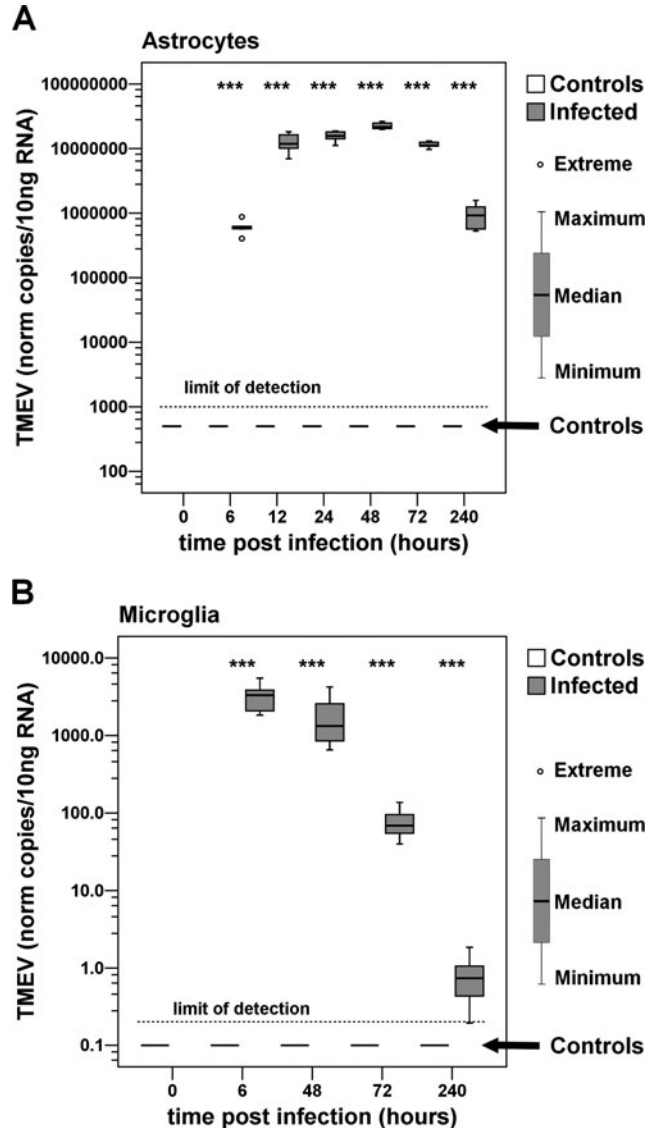 A
Astrocytes
*** *** *** *** *** ***
TMEV (norm copies/10ng RNA)
100000000
10000000
1000000
100000
10000
1000
100
limit of detection
0 6 12 24 48 72 240
time post infection (hours)
Controls
Infected
Extreme
Maximum
Median
Minimum
Controls
B
Microglia
*** *** *** ***
TMEV (norm copies/10ng RNA)
10000.0
1000.0
100.0
10.0
1.0
0.1
limit of detection
0 6 48 72 240
time post infection (hours)
Controls
Infected
Extreme
Maximum
Median
Minimum
Controls